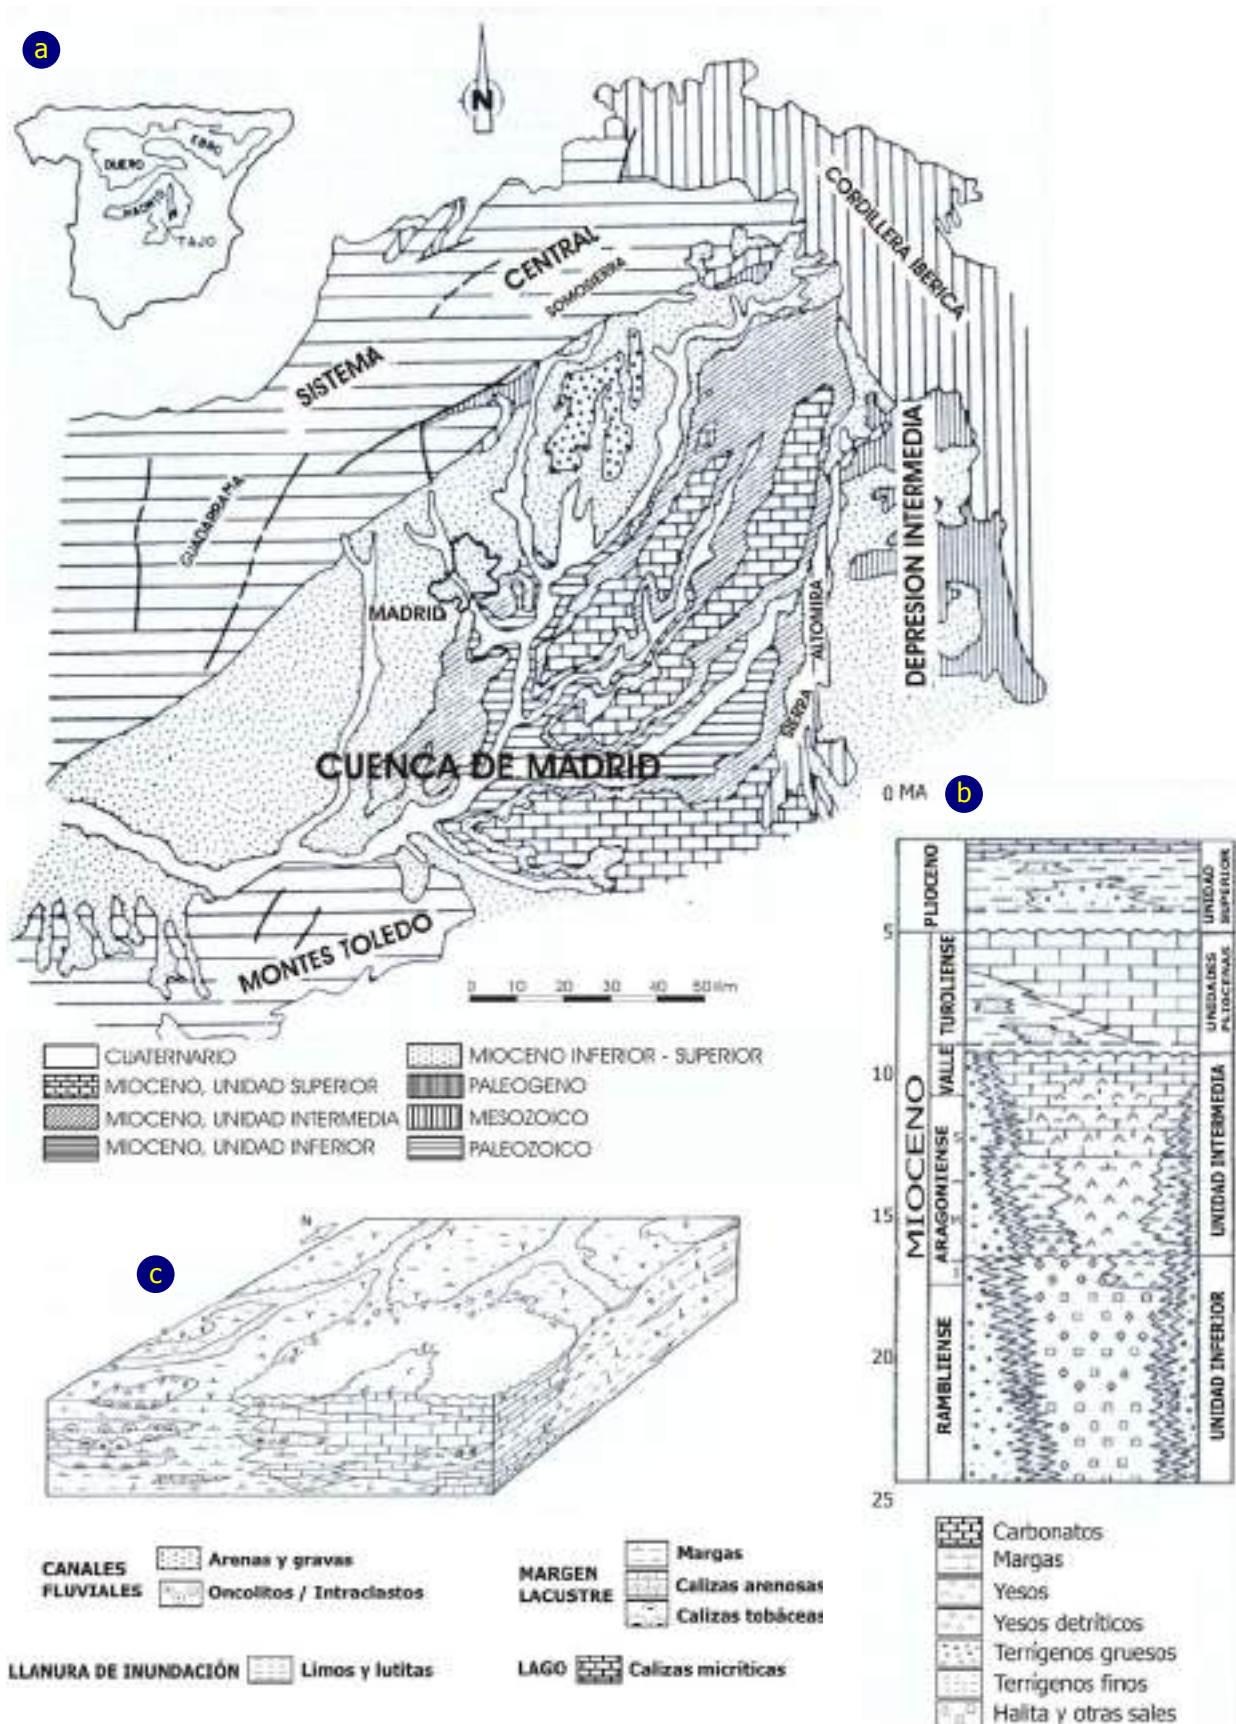 a
N
DUERO
EBRO
MADRID
TAJO
CORDILLERA IBERICA
CENTRAL
SOMOSIERRA
SISTEMA
GUADARRAMA
DEPRESION INTERMEDIA
MADRID
ALTOMIRA
SIERRA
CUENCA DE MADRID
MONTES TOLEDO
0 10 20 30 40 50 Km
CUATERNARIO
MIOCENO, UNIDAD SUPERIOR
MIOCENO, UNIDAD INTERMEDIA
MIOCENO, UNIDAD INFERIOR
MIOCENO INFERIOR - SUPERIOR
PALEOGENO
MESOZOICO
PALEOZOICO
0 MA
b
PLIOCENO
UNIDAD SUPERIOR
5
TUROLIENSE
UNIDADES PLIOCENAS
VALLE
10
MIOCENO
ARAGONIENSE
UNIDAD INTERMEDIA
15
RAMBLIENSE
UNIDAD INFERIOR
20
25
Carbonatos
Margas
Yesos
Yesos detríticos
Terrígenos gruesos
Terrígenos finos
Halita y otras sales
c
N
CANALES FLUVIALES
Arenas y gravas
Oncolitos / Intraclastos
MARGEN LACUSTRE
Margas
Calizas arenosas
Calizas tobáceas
LLANURA DE INUNDACIÓN
Limos y lutitas
LAGO
Calizas micríticas